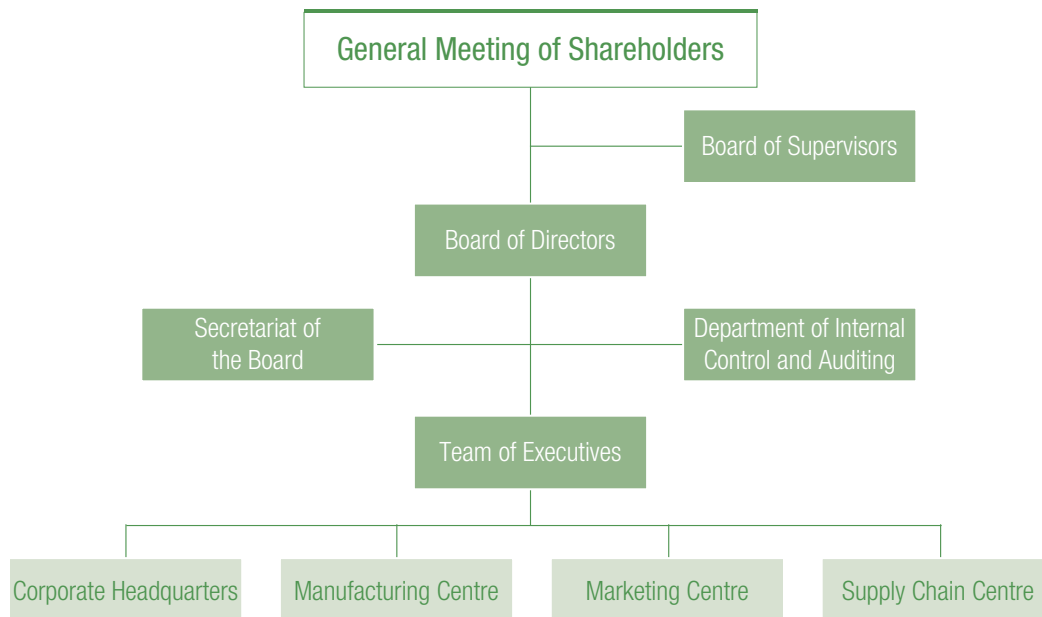 General Meeting of Shareholders
Board of Supervisors
Board of Directors
Secretariat of
the Board
Department of Internal
Control and Auditing
Team of Executives
Corporate Headquarters
Manufacturing Centre
Marketing Centre
Supply Chain Centre